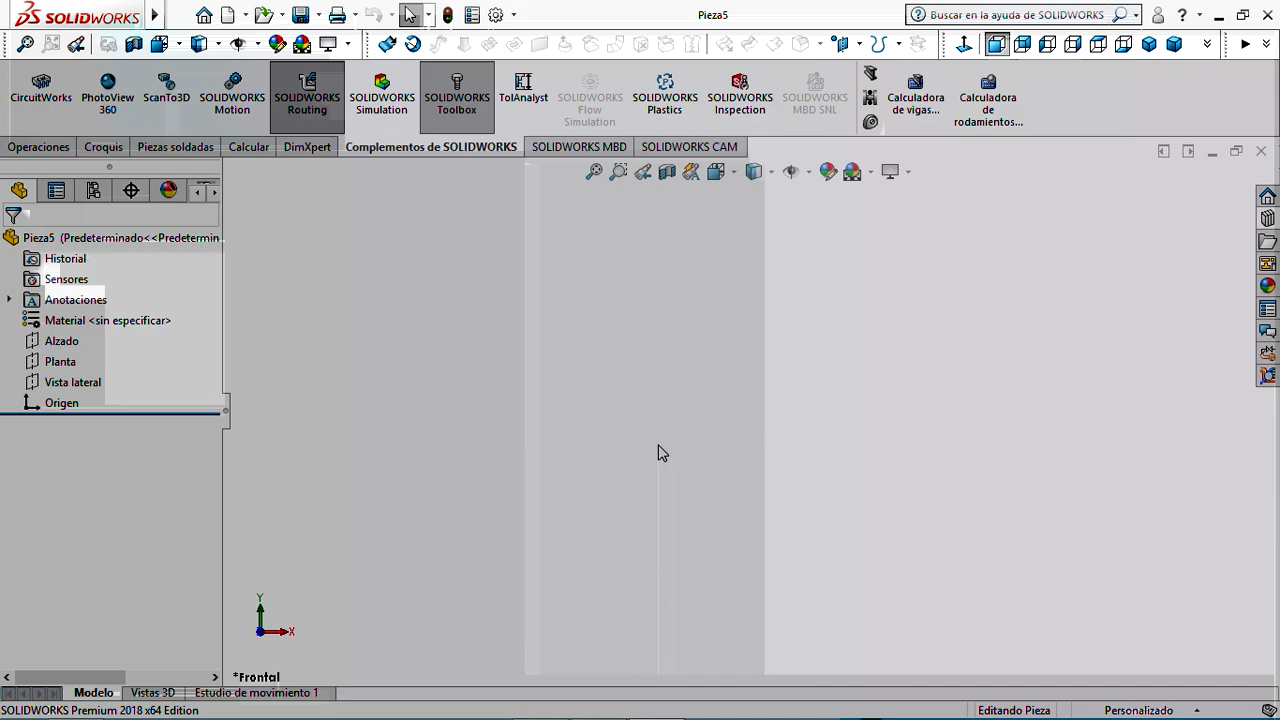 SOLIDWORKS
Pieza5
Buscar en la ayuda de SOLIDWORKS
CircuitWorks
PhotoView 360
ScanTo3D
SOLIDWORKS Motion
SOLIDWORKS Routing
SOLIDWORKS Simulation
SOLIDWORKS Toolbox
TolAnalyst
SOLIDWORKS Flow Simulation
SOLIDWORKS Plastics
SOLIDWORKS Inspection
SOLIDWORKS MBD SNL
Calculadora de vigas...
Calculadora de rodamientos...
Operaciones
Croquis
Piezas soldadas
Calcular
DimXpert
Complementos de SOLIDWORKS
SOLIDWORKS MBD
SOLIDWORKS CAM
Pieza5 (Predeterminado<<Predetermin
Historial
Sensores
Anotaciones
Material <sin especificar>
Alzado
Planta
Vista lateral
Origen
Y
X
*Frontal
Modelo
Vistas 3D
Estudio de movimiento 1
SOLIDWORKS Premium 2018 x64 Edition
Editando Pieza
Personalizado